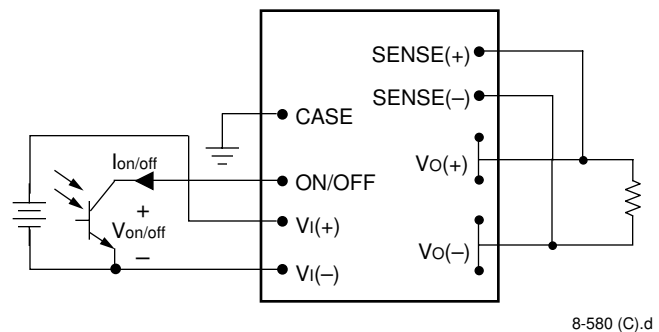 SENSE(+)
SENSE(–)
CASE
Ion/off
ON/OFF
VO(+)
+
Von/off
–
VI(+)
VO(–)
VI(–)
8-580 (C).d